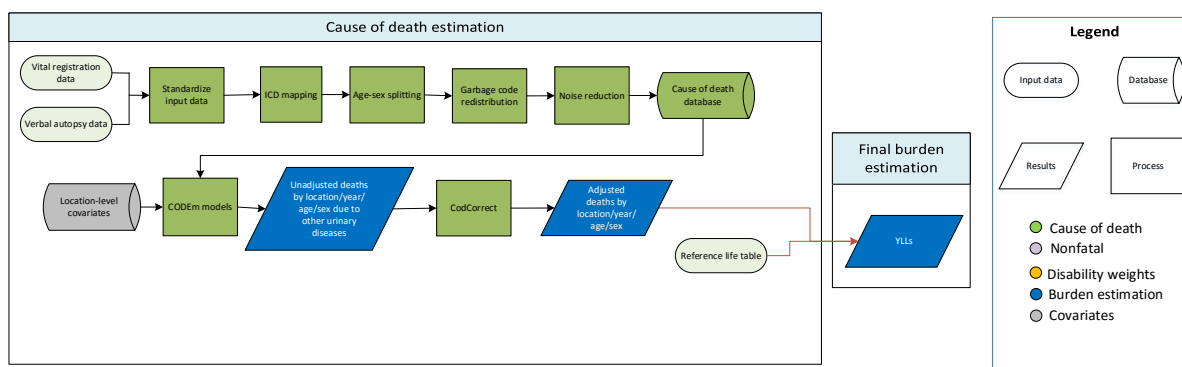 Cause of death estimation
Vital registration
data
Verbal autopsy data
Standardize
input data
ICD mapping
Age-sex splitting
Garbage code
redistribution
Noise reduction
Cause of death
database
Location-level
covariates
CODEm models
Unadjusted deaths
by location/year/
age/sex due to
other urinary
diseases
CodCorrect
Adjusted
deaths by
location/year/
age/sex
Reference life table
Final burden
estimation
YLLs
Legend
Input data
Database
Results
Process
Cause of death
Nonfatal
Disability weights
Burden estimation
Covariates